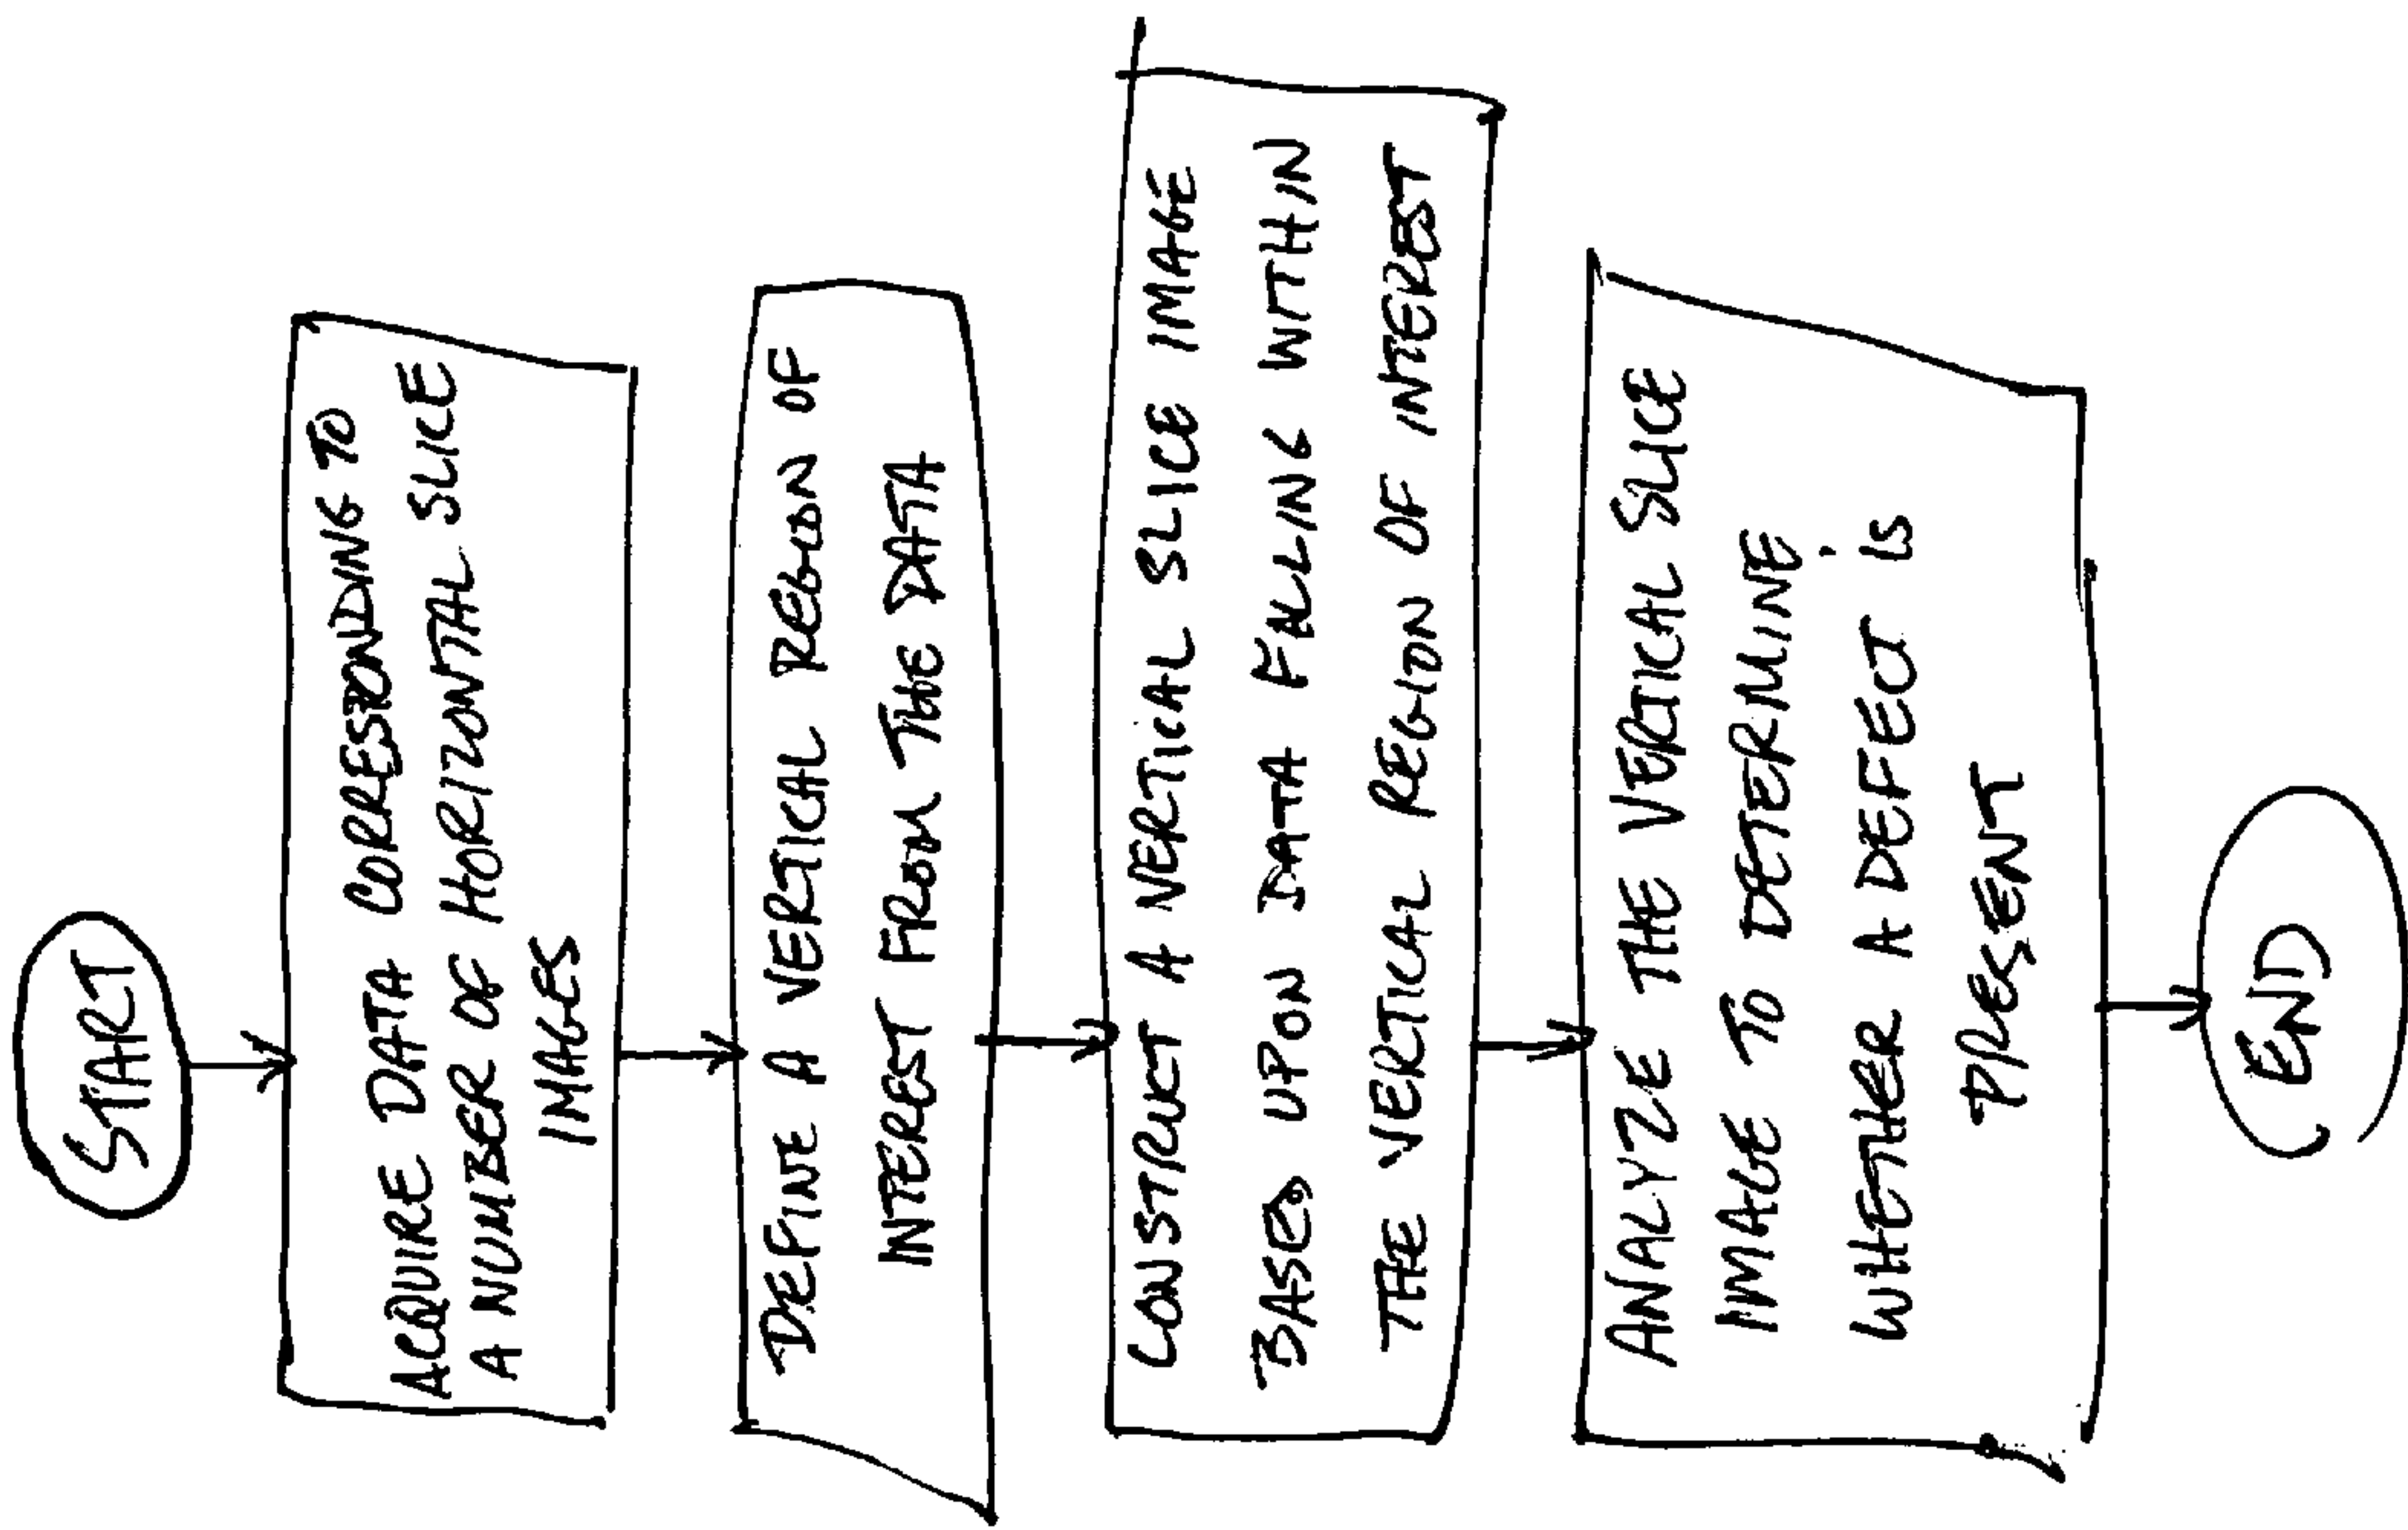 START
ACQUIRE DATA CORRESPONDING TO
A NUMBER OF HORIZONTAL SLICE
IMAGES
DEFINE A VERTICAL REGION OF
INTEREST FROM THE DATA
CONSTRUCT A VERTICAL SLICE IMAGE
BASED UPON DATA FALLING WITHIN
THE VERTICAL REGION OF INTEREST
ANALYZE THE VERTICAL SLICE
IMAGE TO DETERMINE
WHETHER A DEFECT IS
PRESENT
END